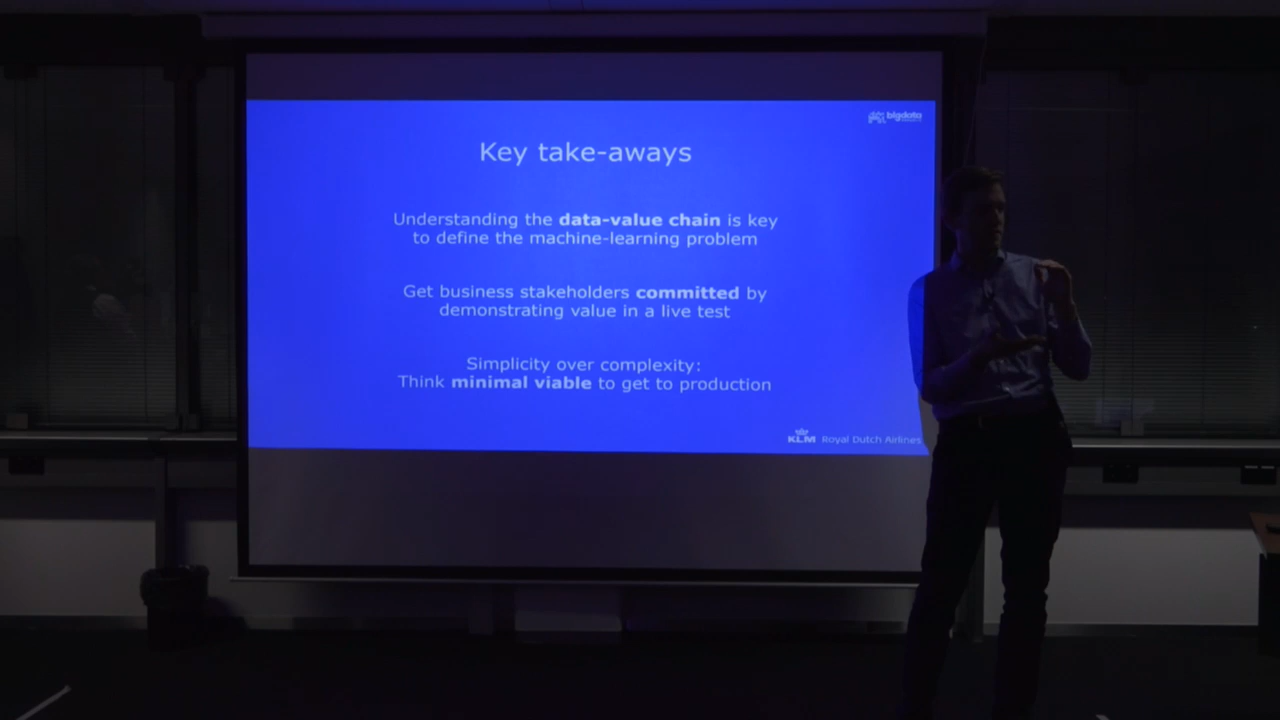 bigdata
Key take-aways
Understanding the data-value chain is key
to define the machine-learning problem
Get business stakeholders committed by
demonstrating value in a live test
Simplicity over complexity:
Think minimal viable to get to production
KLM Royal Dutch Airlines